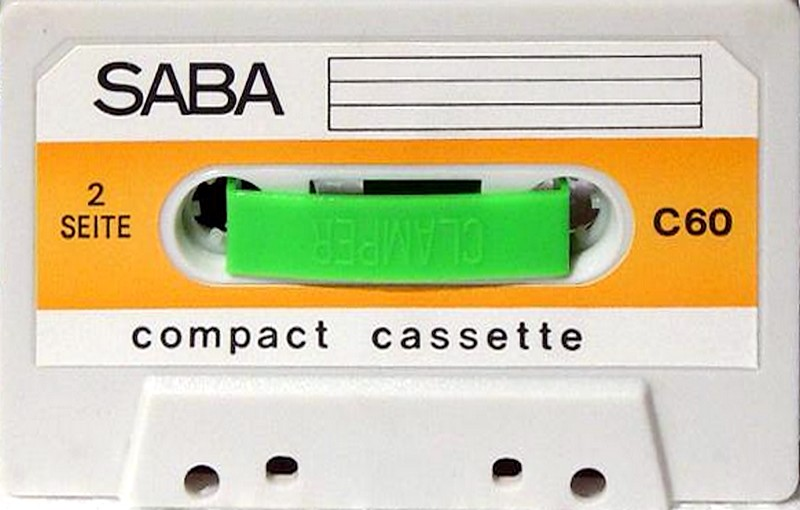 SABA
2
SEITE
CLAMPER
C60
compact cassette